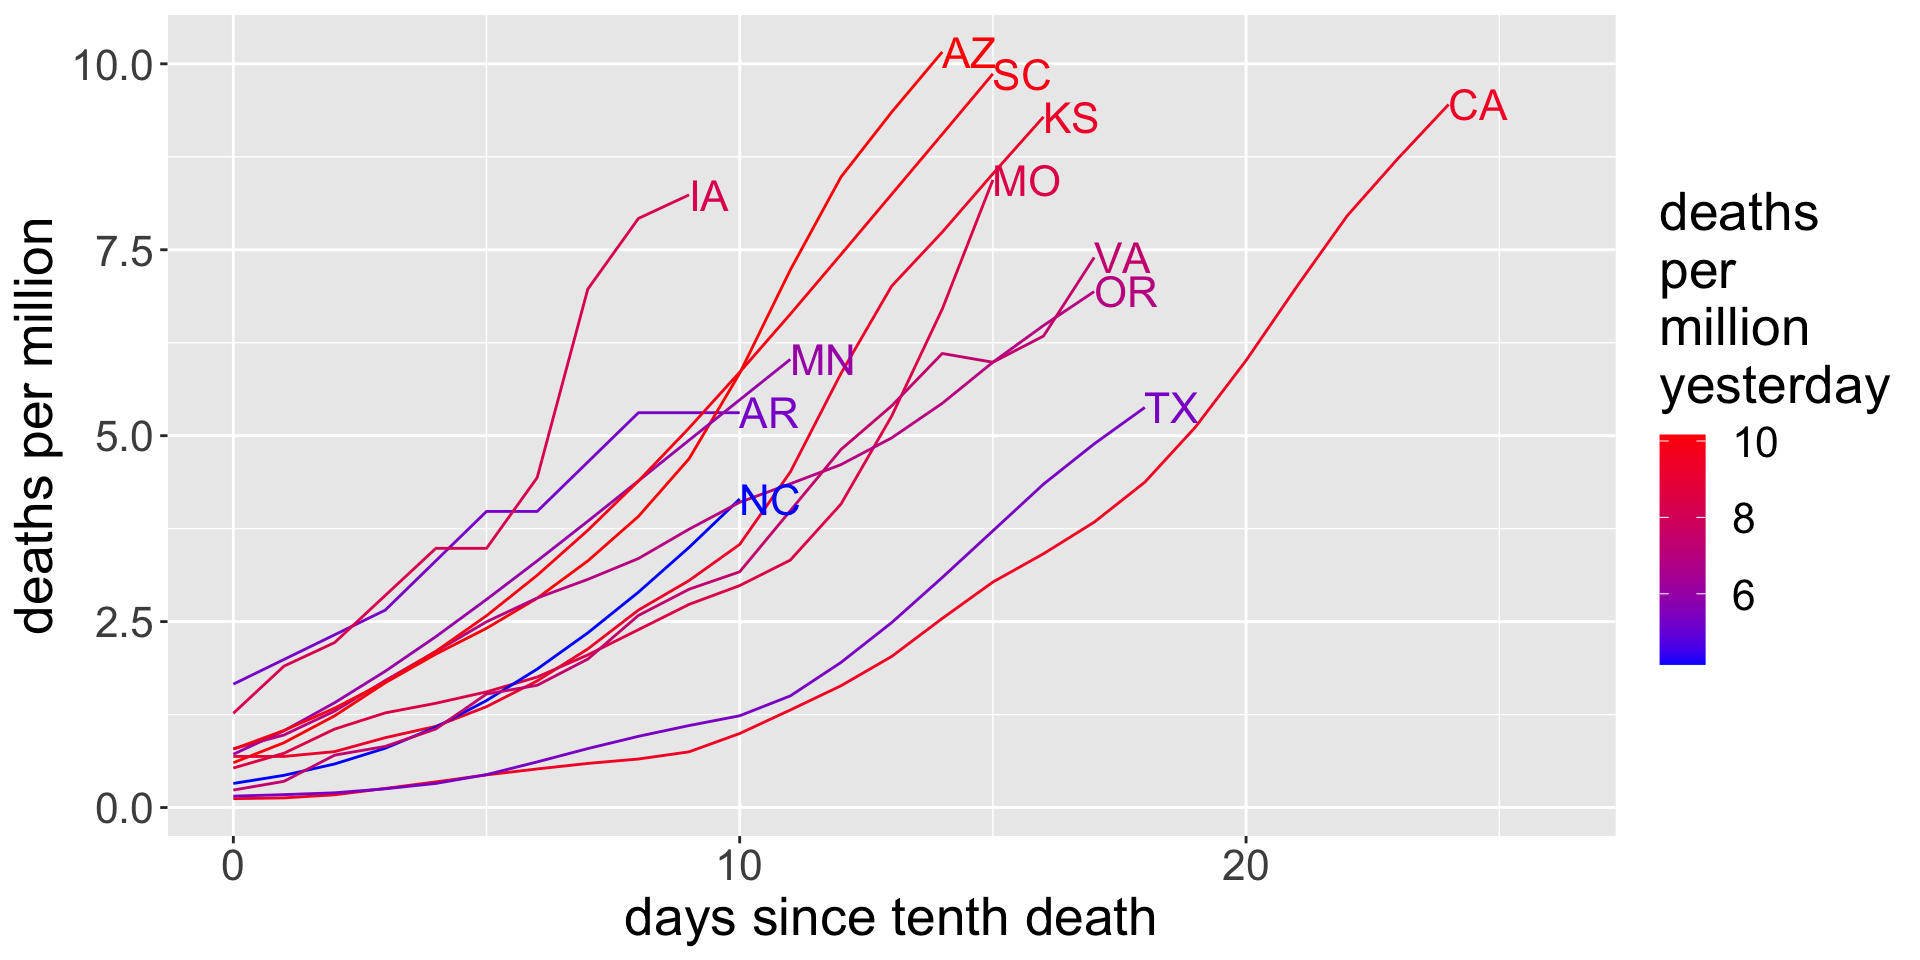 10.0
7.5
5.0
2.5
0.0
deaths per million
AZ
SC
KS
CA
MO
IA
VA
OR
MN
AR
TX
NC
0
10
20
days since tenth death
deaths
per
million
yesterday
10
8
6